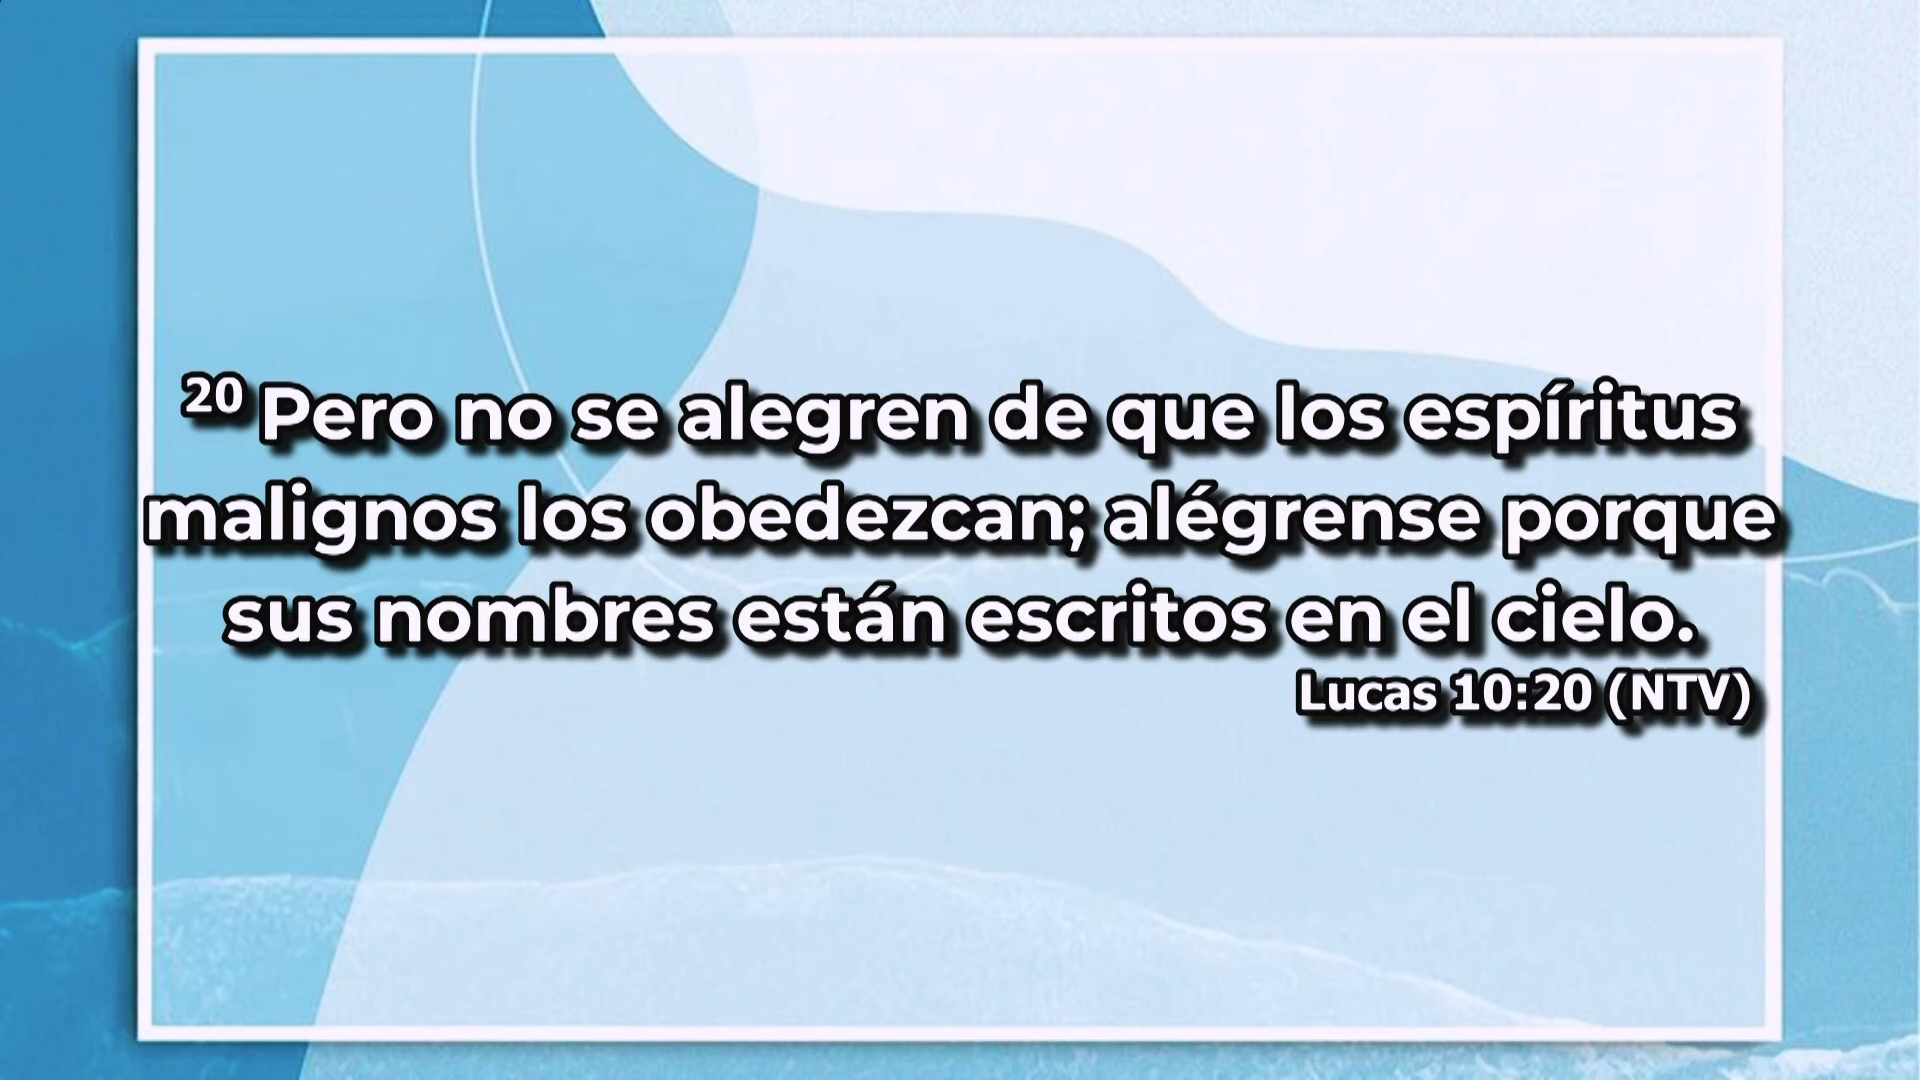 20 Pero no se alegren de que los espíritus
malignos los obedezcan; alégrense porque
sus nombres están escritos en el cielo.
Lucas 10:20 (NTV)